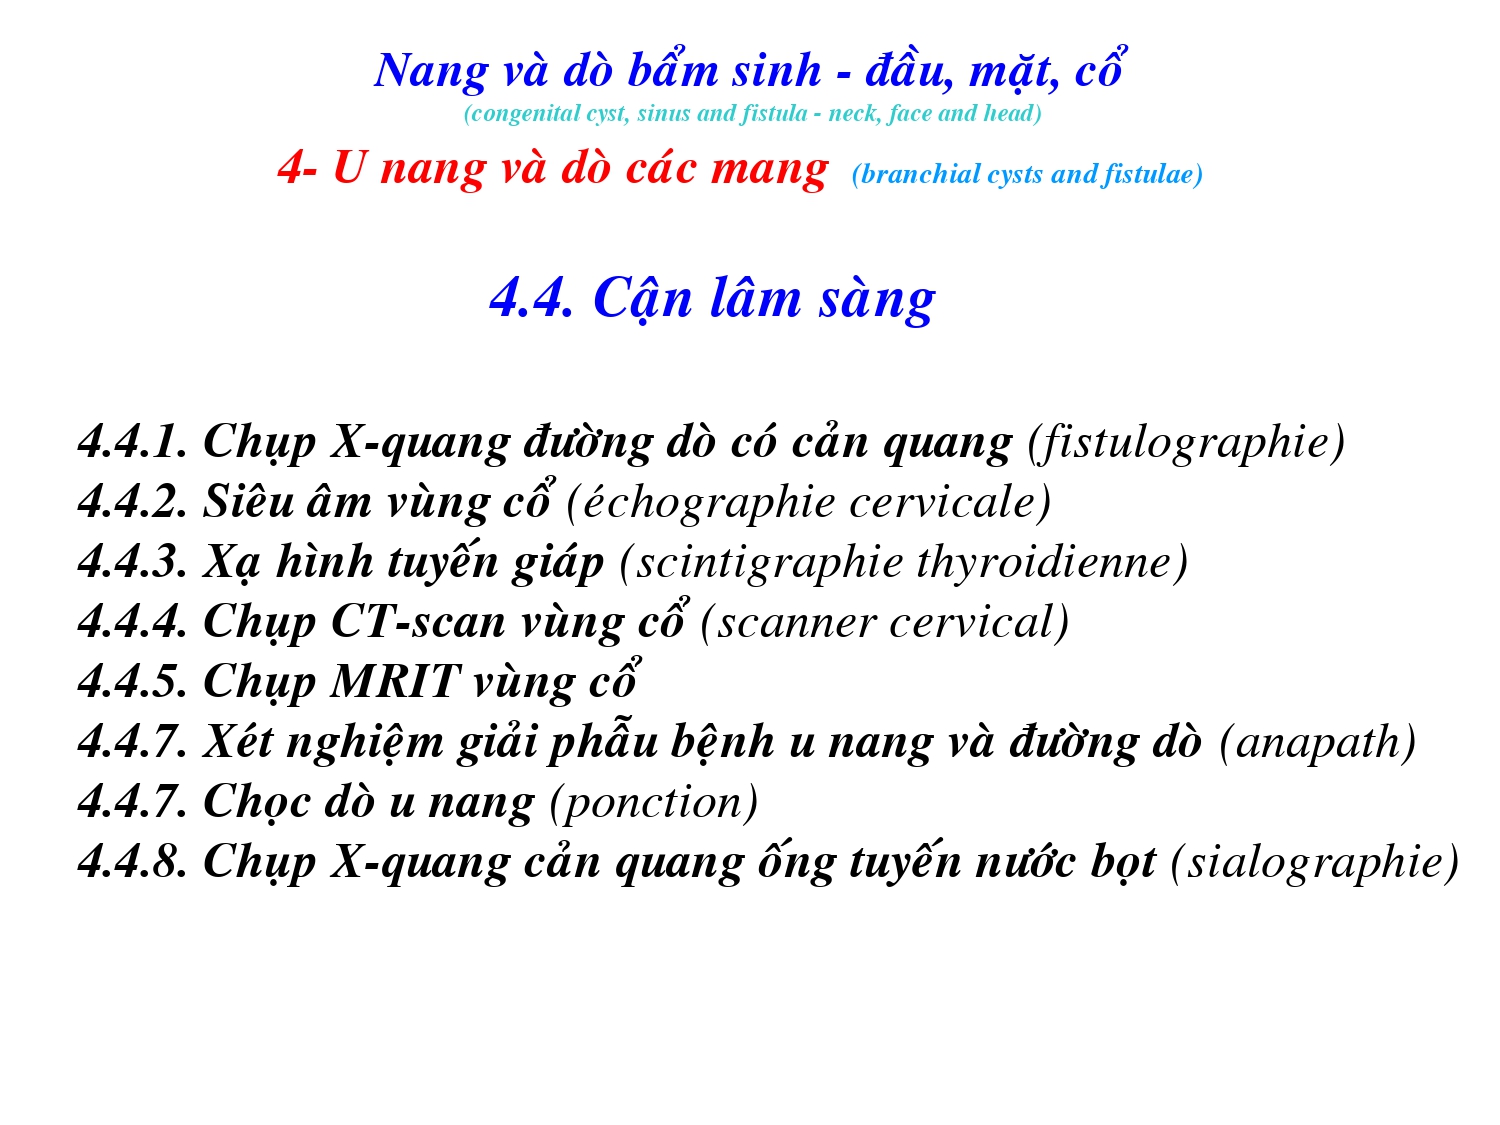 Nang và dò bẩm sinh - đầu, mặt, cổ
(congenital cyst, sinus and fistula - neck, face and head)
4- U nang và dò các mang (branchial cysts and fistulae)
4.4. Cận lâm sàng
4.4.1. Chụp X-quang đường dò có cản quang (fistulographie)
4.4.2. Siêu âm vùng cổ (échographie cervicale)
4.4.3. Xạ hình tuyến giáp (scintigraphie thyroidienne)
4.4.4. Chụp CT-scan vùng cổ (scanner cervical)
4.4.5. Chụp MRIT vùng cổ
4.4.7. Xét nghiệm giải phẫu bệnh u nang và đường dò (anapath)
4.4.7. Chọc dò u nang (ponction)
4.4.8. Chụp X-quang cản quang ống tuyến nước bọt (sialographie)